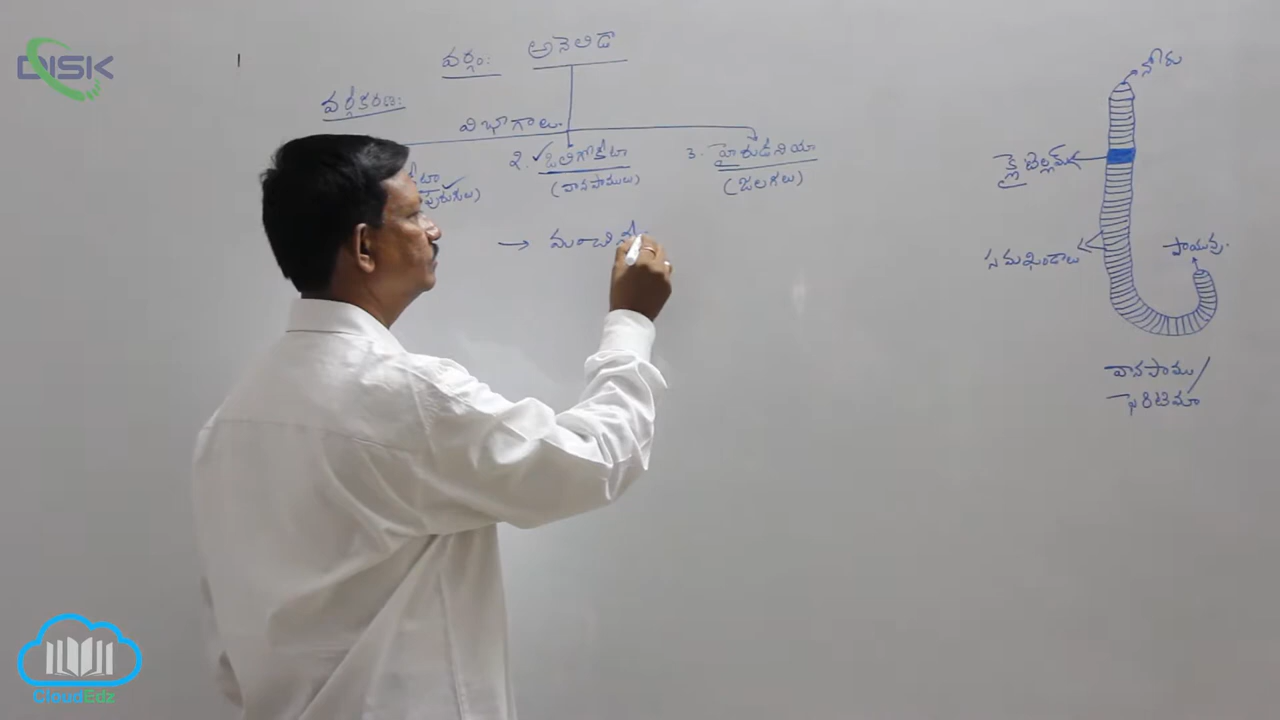 DISK
వర్గం: అనెలిడా
వర్గీకరణ:
విభాగాలు
కీటా
పురుగులు)
2. ఒలిగోకీటా
(వానపాములు)
3. హైరుడీనియా
(జలగలు)
→
నోరు
క్లైటెల్లమ్
సమఖండాలు
పాయువు.
వానపాము/
ఫెరిటిమా
CloudEdz